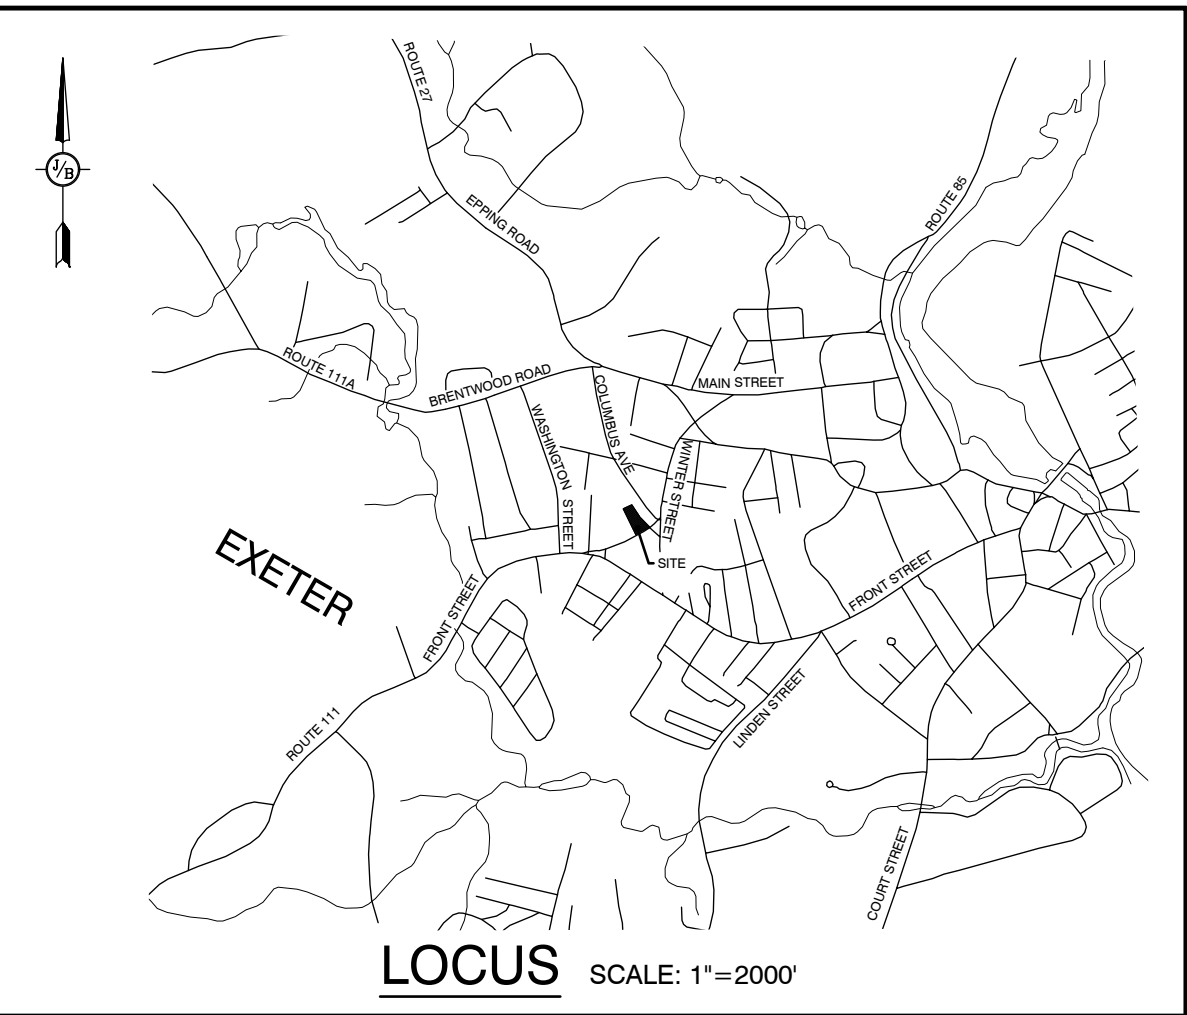 ROUTE 27
J/B
ROUTE 85
EPPING ROAD
ROUTE 111A
BRENTWOOD ROAD
MAIN STREET
COLUMBUS AVE
WASHINGTON STREET
WINTER STREET
EXETER
SITE
FRONT STREET
FRONT STREET
LINDEN STREET
ROUTE 111
COURT STREET
LOCUS SCALE: 1"=2000'